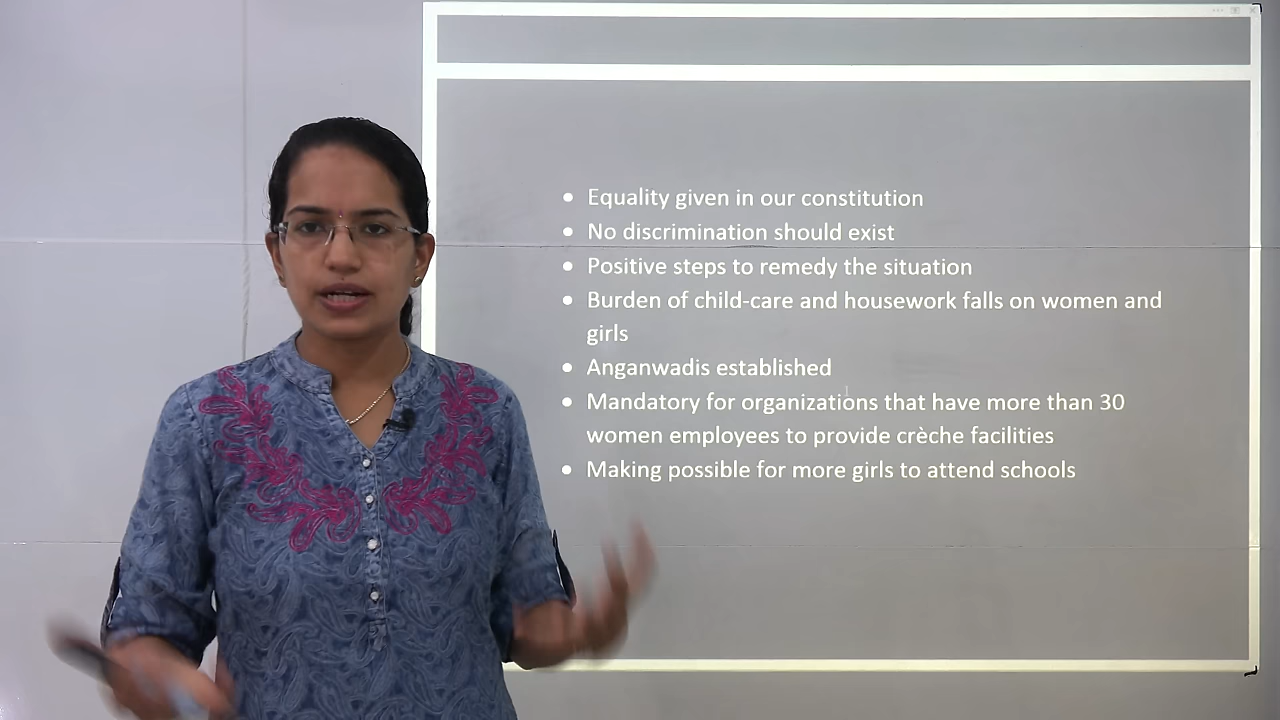 • Equality given in our constitution
• No discrimination should exist
• Positive steps to remedy the situation
• Burden of child-care and housework falls on women and
girls
• Anganwadis established
• Mandatory for organizations that have more than 30
women employees to provide crèche facilities
• Making possible for more girls to attend schools